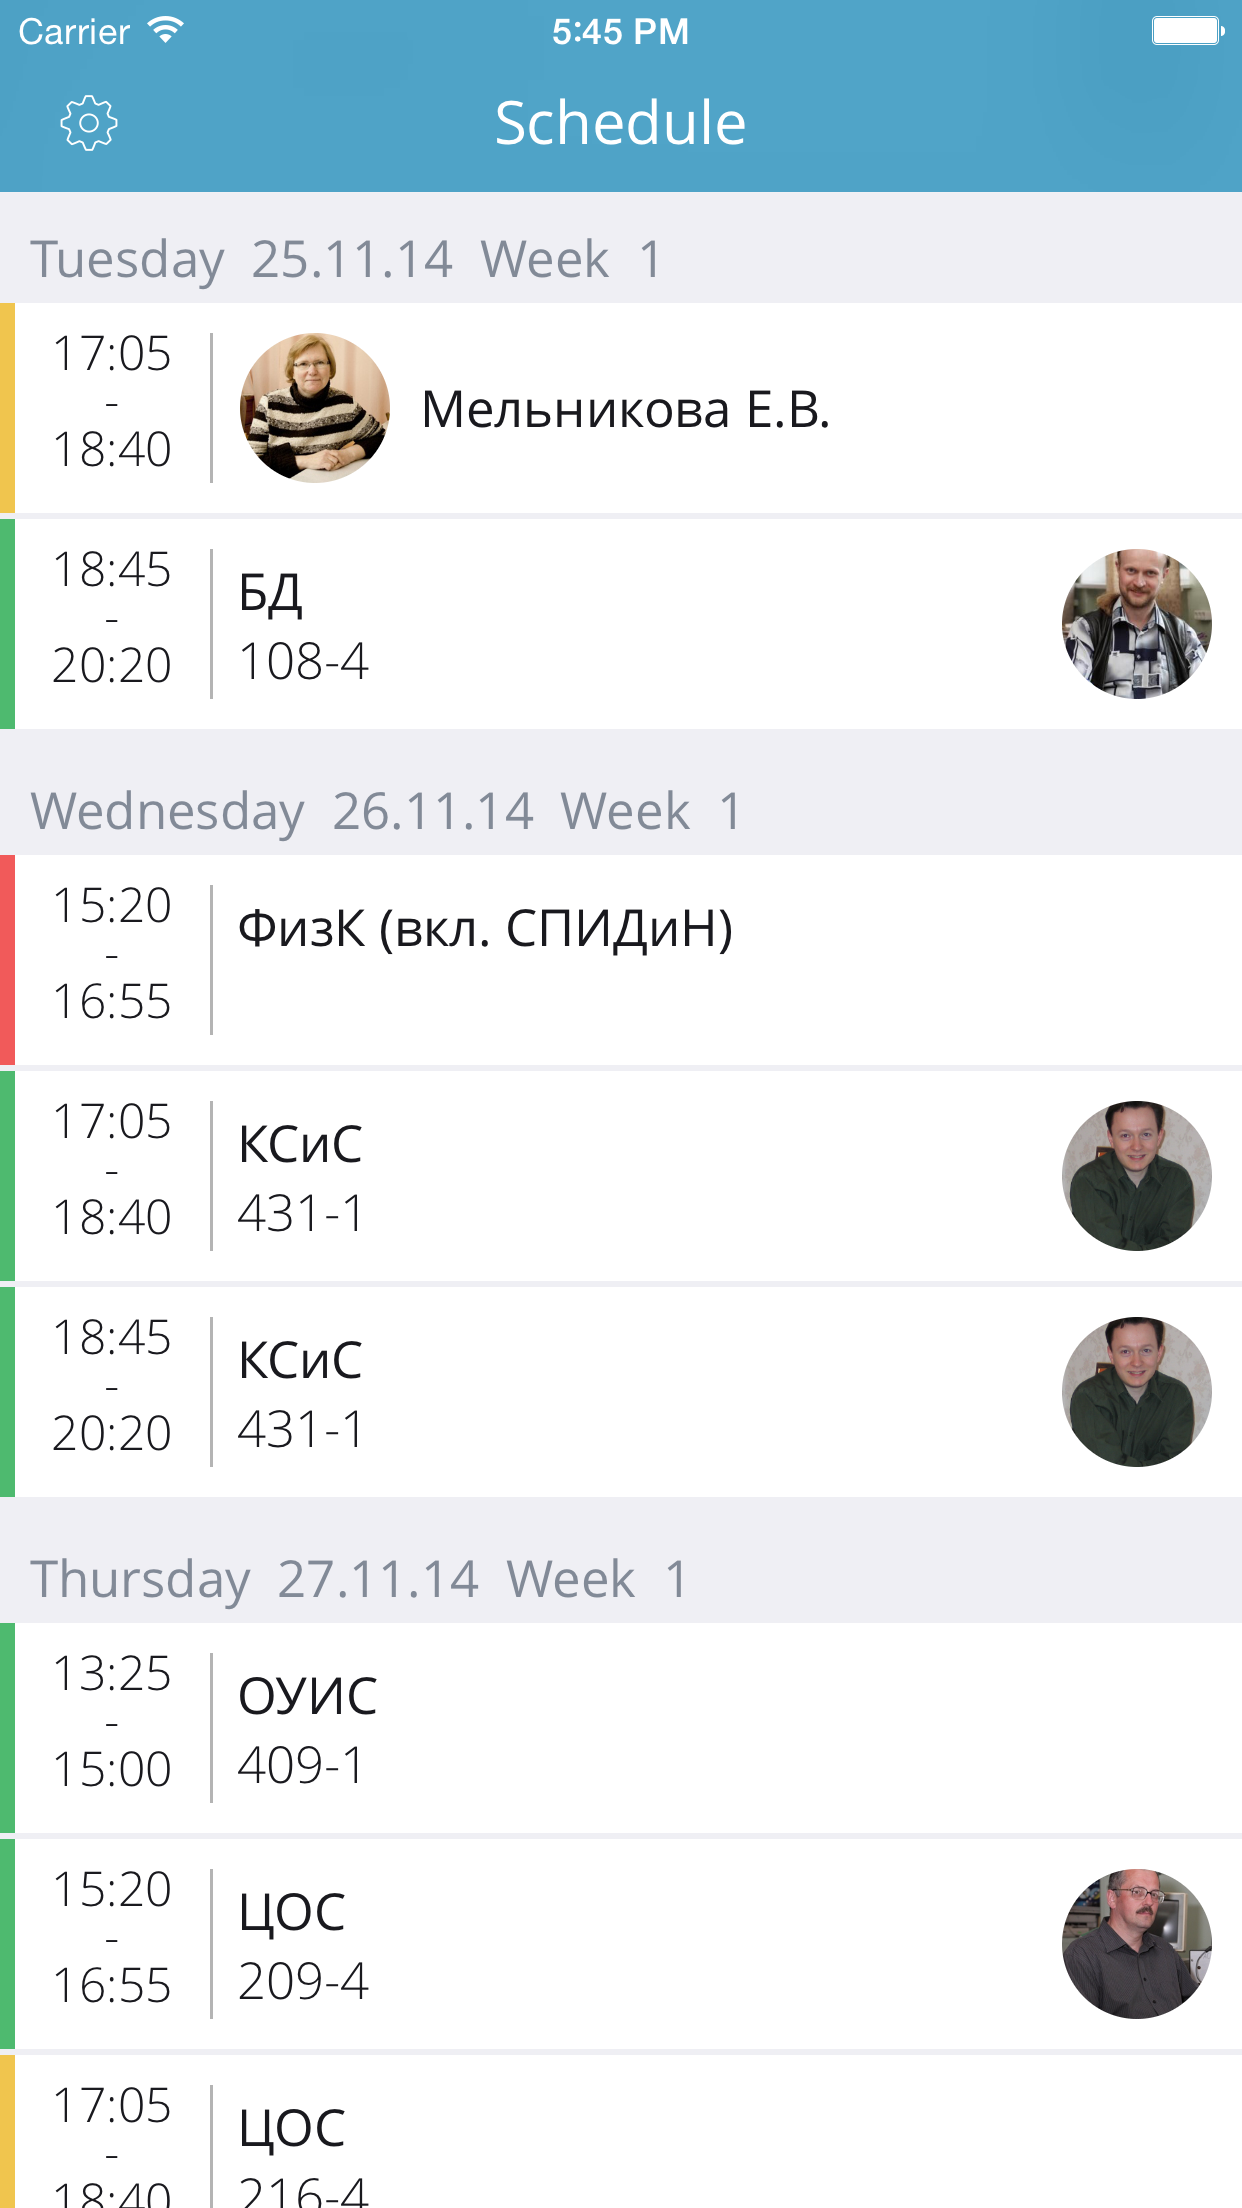 Carrier 5:45 PM
Schedule
Tuesday 25.11.14 Week 1
17:05
-
18:40
Мельникова Е.В.
18:45
-
20:20
БД
108-4
Wednesday 26.11.14 Week 1
15:20
-
16:55
ФизК (вкл. СПИДиН)
17:05
-
18:40
КСиС
431-1
18:45
-
20:20
КСиС
431-1
Thursday 27.11.14 Week 1
13:25
-
15:00
ОУИС
409-1
15:20
-
16:55
ЦОС
209-4
17:05
-
18:40
ЦОС
216-4